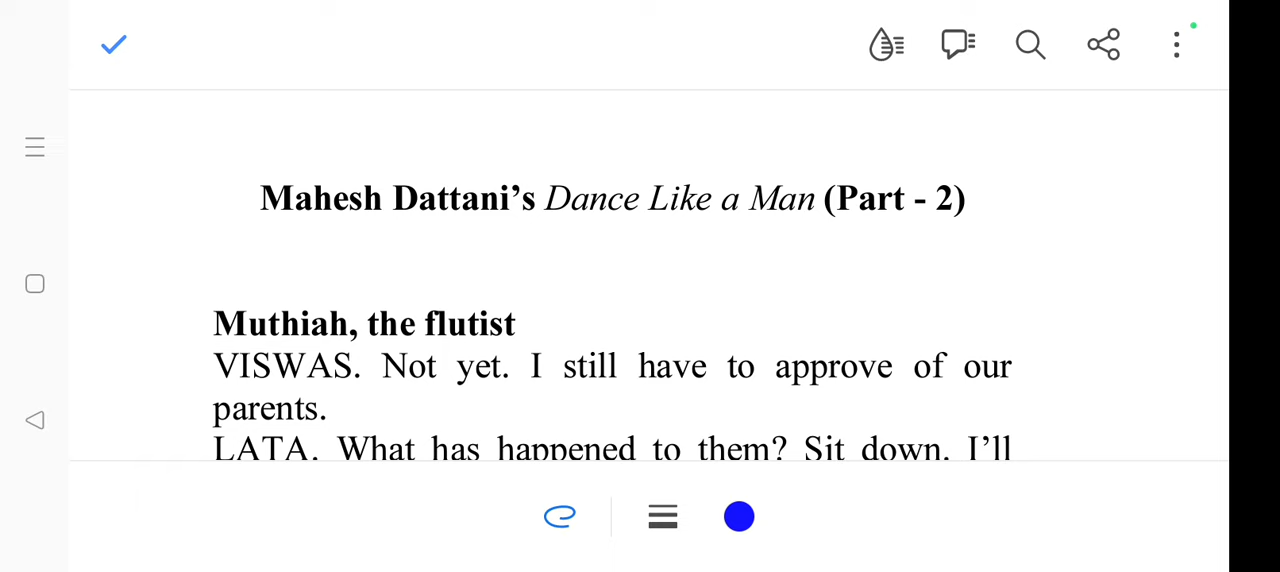 Mahesh Dattani’s Dance Like a Man (Part - 2)
Muthiah, the flutist
VISWAS. Not yet. I still have to approve of our
parents.
LATA. What has happened to them? Sit down. I’ll